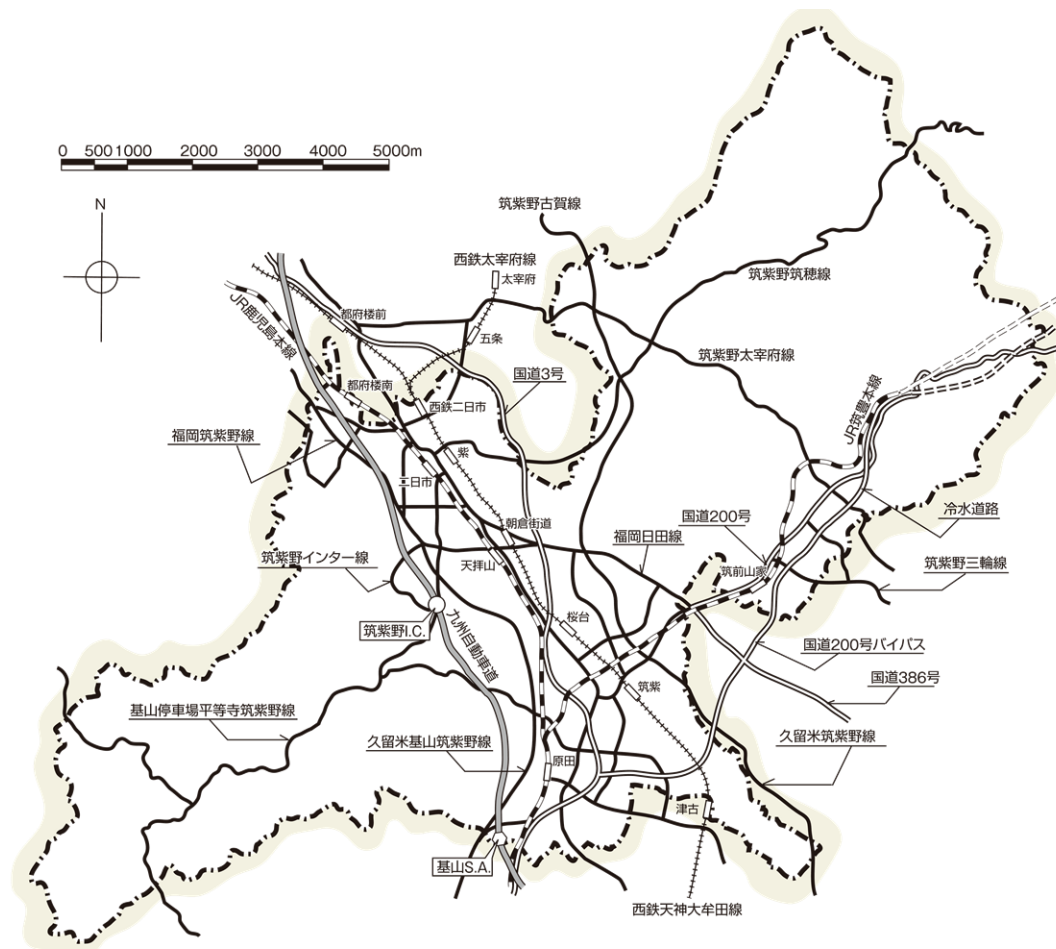 0 500 1000 2000 3000 4000 5000m
N
筑紫野古賀線
西鉄太宰府線
太宰府
筑紫野筑穂線
JR鹿児島本線
都府楼前
五条
筑紫野太宰府線
国道3号
都府楼南
西鉄二日市
JR筑豊本線
福岡筑紫野線
紫
二日市
冷水道路
国道200号
朝倉街道
福岡日田線
筑紫野インター線
天拝山
筑前山家
筑紫野三輪線
筑紫野I.C.
九州自動車道
桜台
国道200号バイパス
国道386号
筑紫
基山停車場平等寺筑紫野線
久留米基山筑紫野線
久留米筑紫野線
原田
津古
基山S.A.
西鉄天神大牟田線